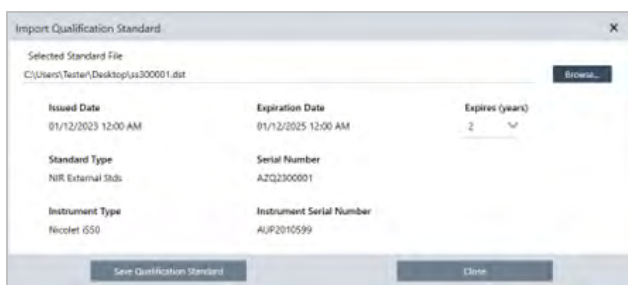 Import Qualification Standard
Selected Standard File
C:\Users\Tester\Desktop\ss300001.dst
Browse...
Issued Date Expiration Date Expires (years)
01/12/2023 12:00 AM 01/12/2025 12:00 AM 2
Standard Type Serial Number
NIR External Stds AZQ2300001
Instrument Type Instrument Serial Number
Nicolet iS50 AUP2010599
Save Qualification Standard Close